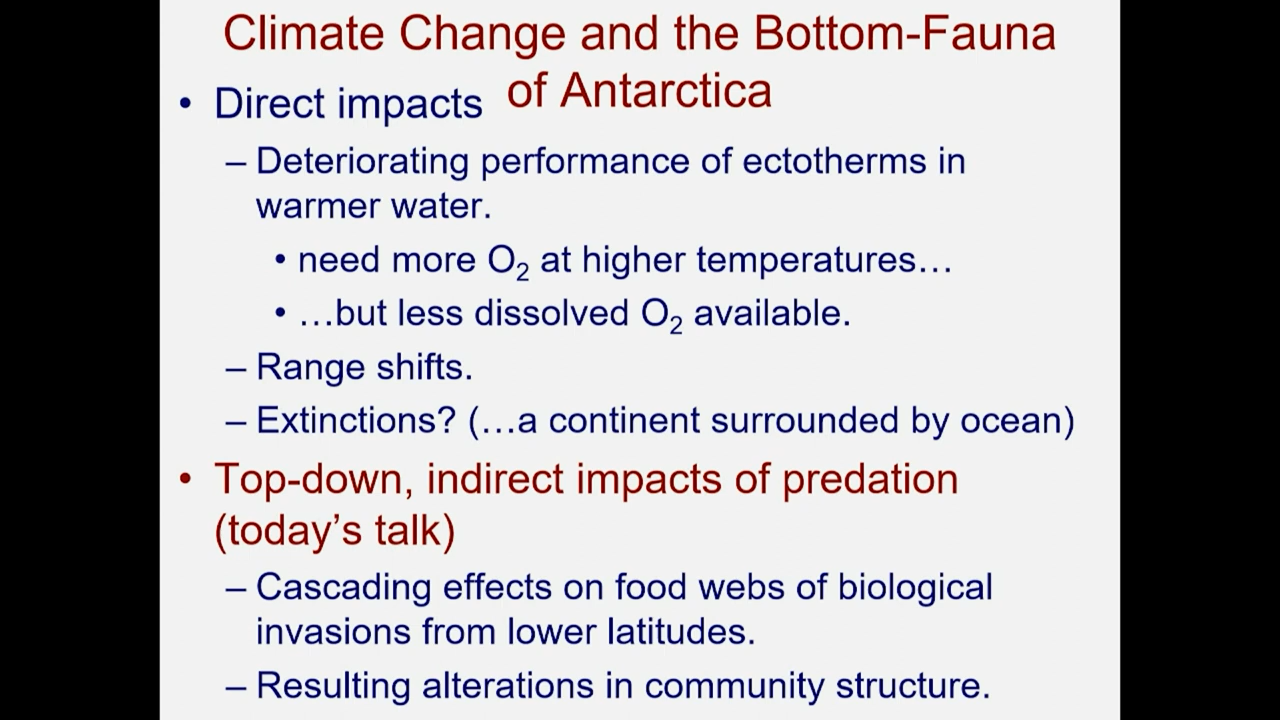 Climate Change and the Bottom-Fauna
of Antarctica
• Direct impacts
– Deteriorating performance of ectotherms in
warmer water.
• need more O₂ at higher temperatures…
• …but less dissolved O₂ available.
– Range shifts.
– Extinctions? (…a continent surrounded by ocean)
• Top-down, indirect impacts of predation
(today’s talk)
– Cascading effects on food webs of biological
invasions from lower latitudes.
– Resulting alterations in community structure.